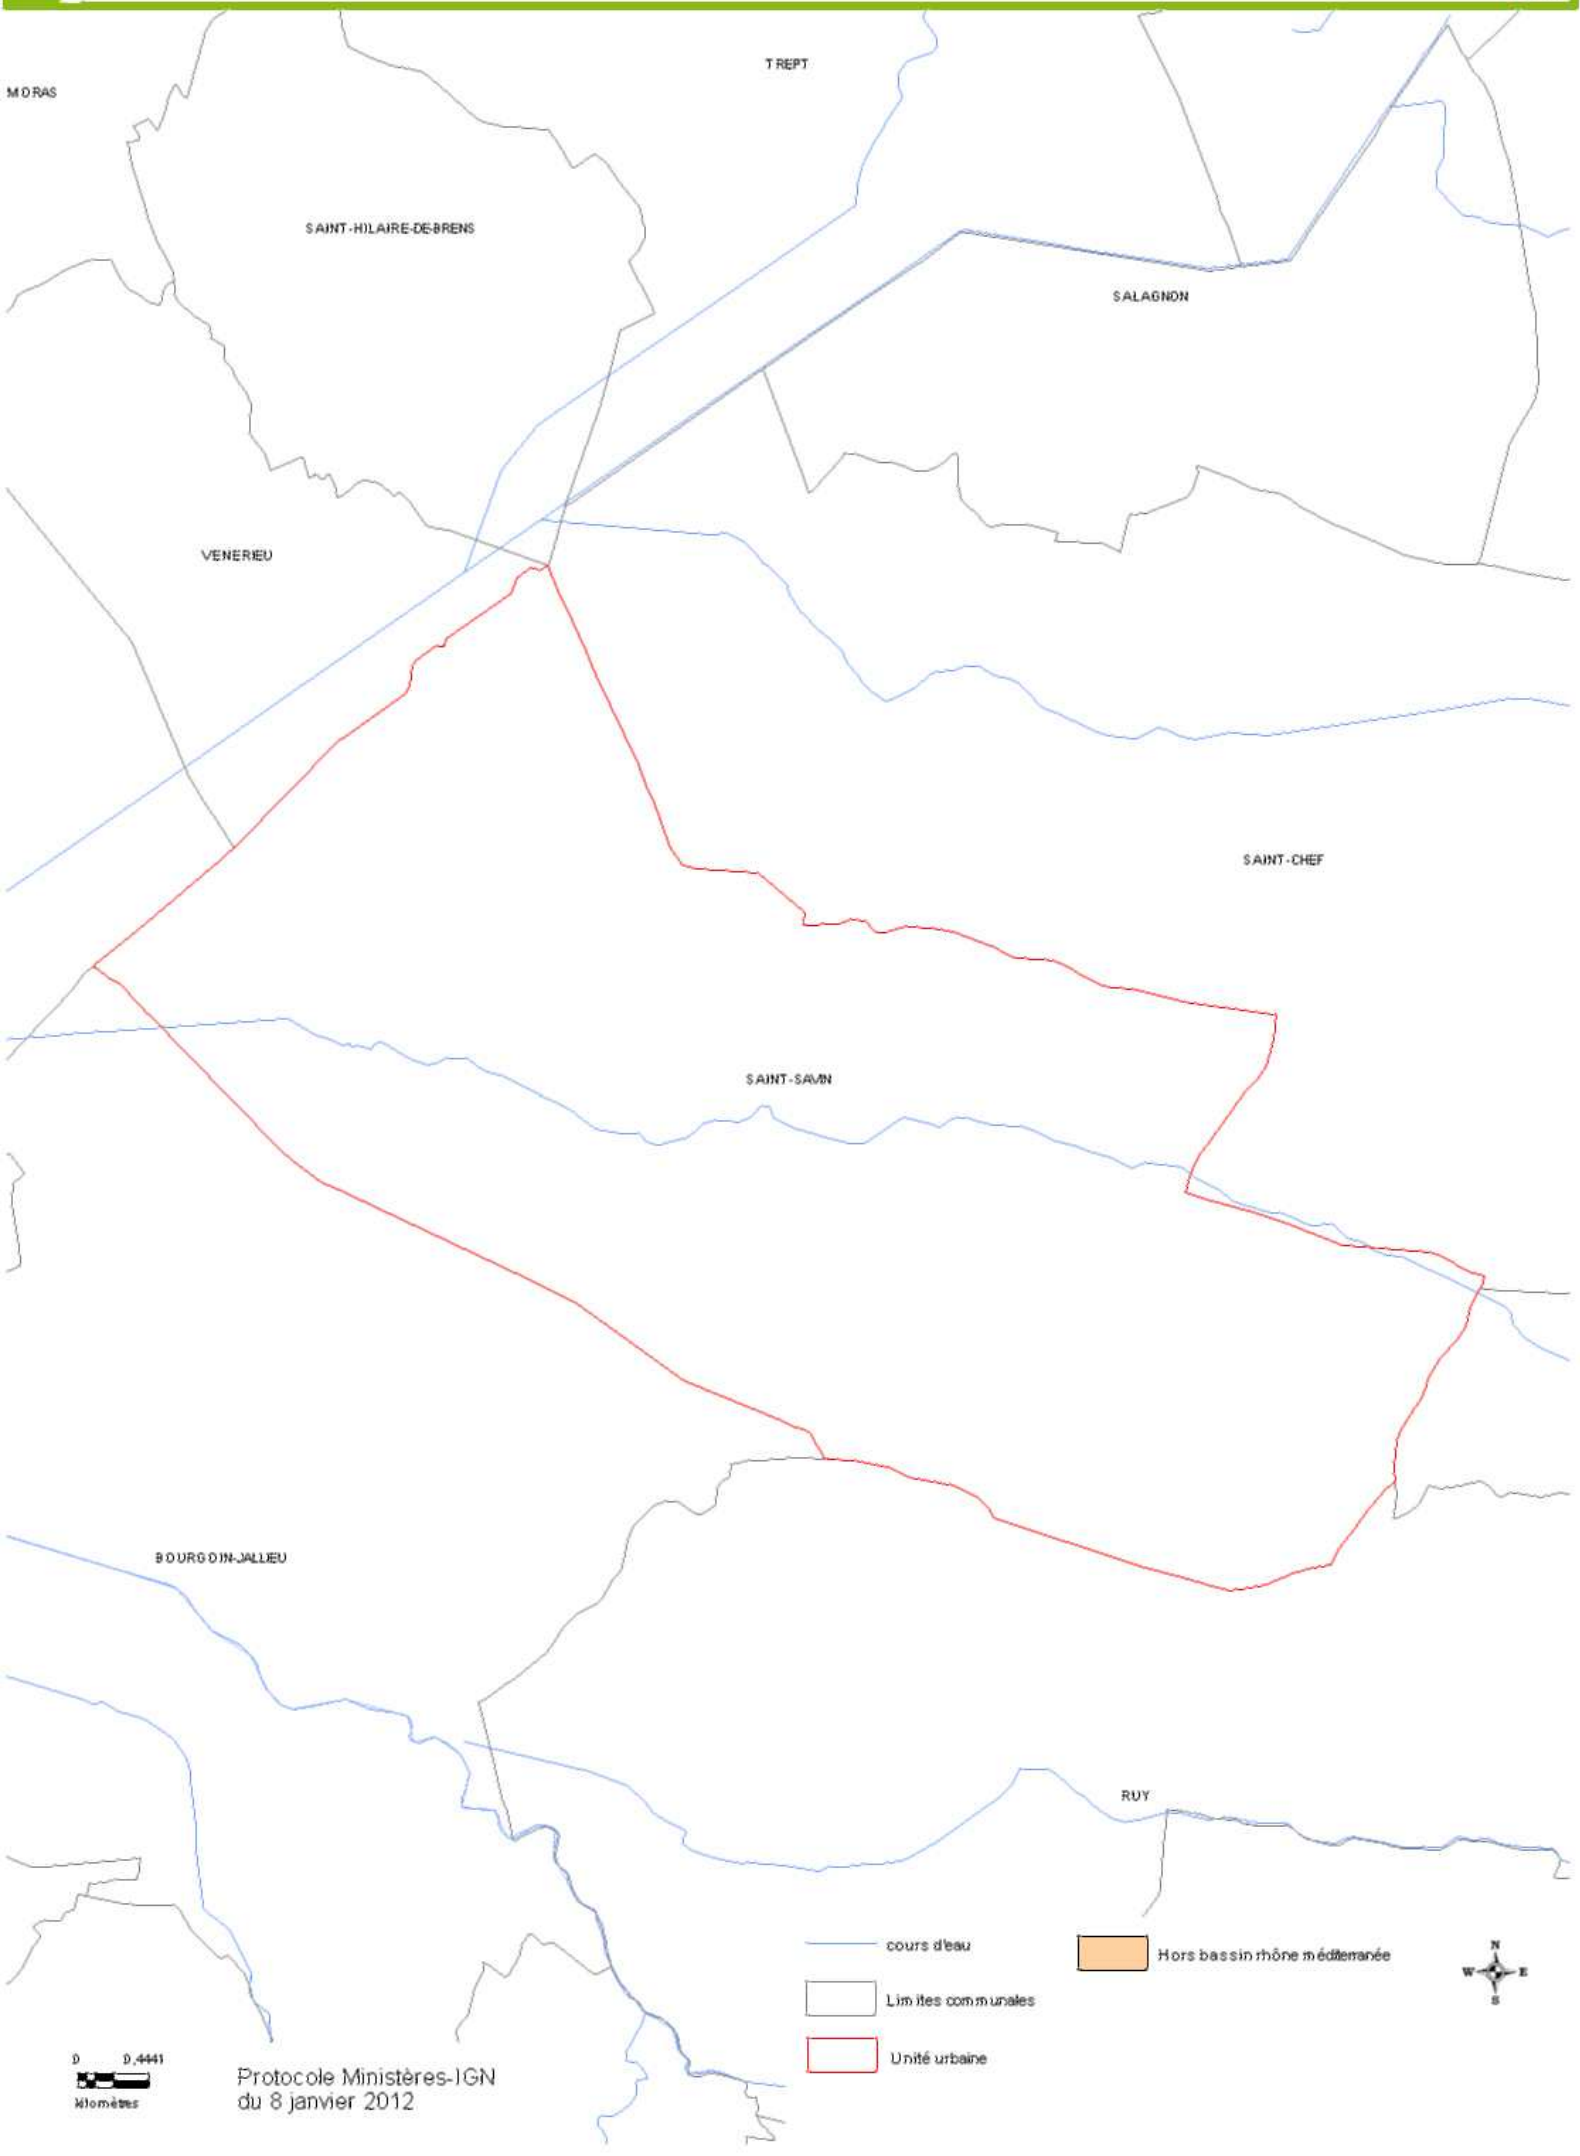 TREPT
MORAS
SAINT-HILAIRE-DE-BRENS
SALAGNON
VENERIEU
SAINT-CHEF
SAINT-SAVIN
BOURGOIN-JALLIEU
RUY
cours d'eau
Hors bassin rhône méditerranée
Limites communales
Unité urbaine
N
W E
S
0 0,4441
kilomètres
Protocole Ministères-IGN
du 8 janvier 2012